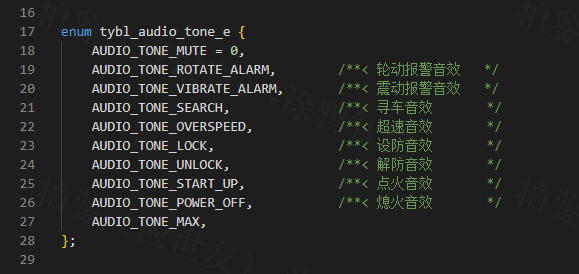 16
17 enum tybl_audio_tone_e {
18 AUDIO_TONE_MUTE = 0,
19 AUDIO_TONE_ROTATE_ALARM, /**< 轮动报警音效 */
20 AUDIO_TONE_VIBRATE_ALARM, /**< 震动报警音效 */
21 AUDIO_TONE_SEARCH, /**< 寻车音效 */
22 AUDIO_TONE_OVERSPEED, /**< 超速音效 */
23 AUDIO_TONE_LOCK, /**< 设防音效 */
24 AUDIO_TONE_UNLOCK, /**< 解防音效 */
25 AUDIO_TONE_START_UP, /**< 点火音效 */
26 AUDIO_TONE_POWER_OFF, /**< 熄火音效 */
27 AUDIO_TONE_MAX,
28 };
29